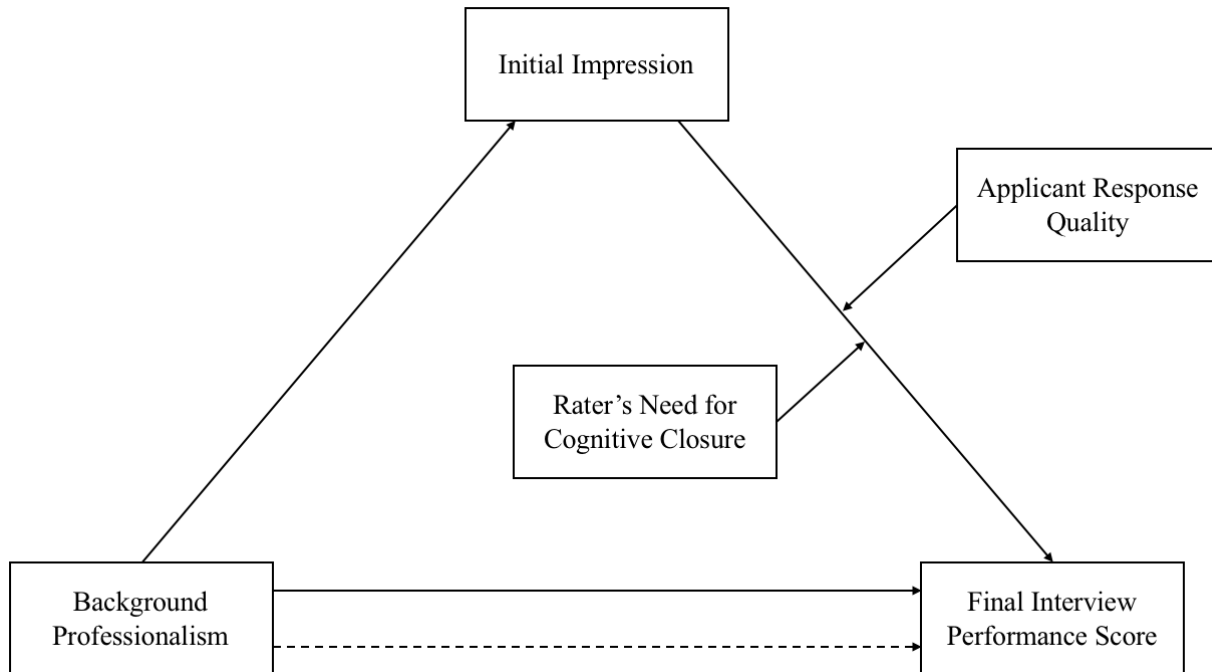 Initial Impression
Applicant Response
Quality
Rater’s Need for
Cognitive Closure
Background
Professionalism
Final Interview
Performance Score